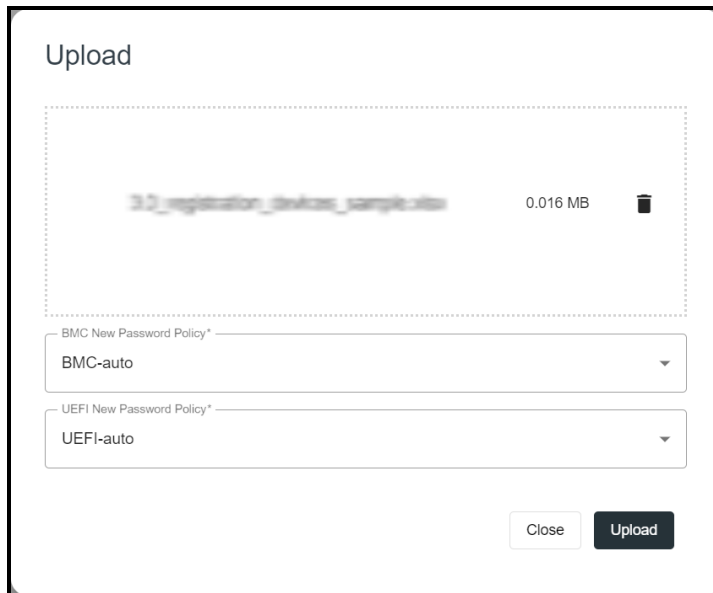 Upload
0.016 MB
BMC New Password Policy*
BMC-auto
UEFI New Password Policy*
UEFI-auto
Close Upload